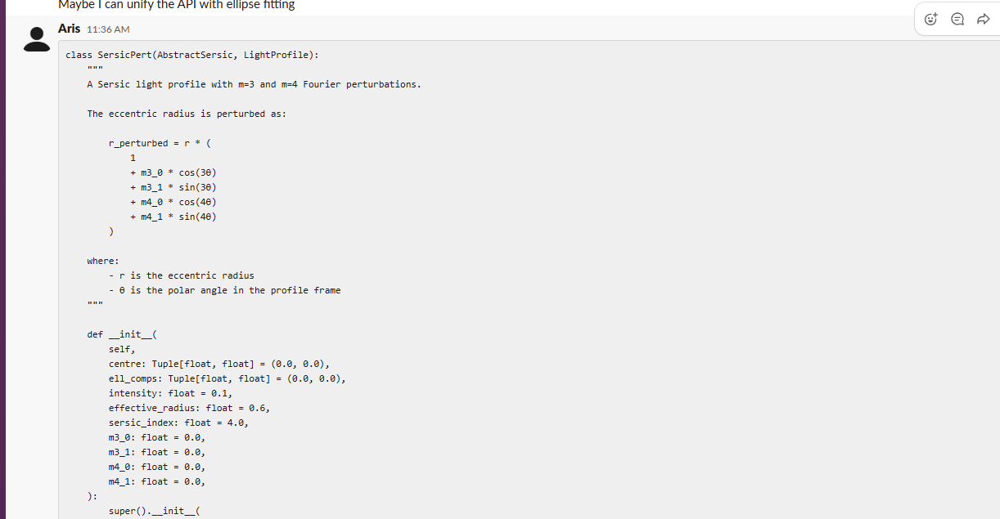 Maybe I can unify the API with ellipse fitting
Aris 11:36 AM
class SersicPert(AbstractSersic, LightProfile):
    """
    A Sersic light profile with m=3 and m=4 Fourier perturbations.

    The eccentric radius is perturbed as:

        r_perturbed = r * (
            1
            + m3_0 * cos(3θ)
            + m3_1 * sin(3θ)
            + m4_0 * cos(4θ)
            + m4_1 * sin(4θ)
        )

    where:
        - r is the eccentric radius
        - θ is the polar angle in the profile frame
    """

    def __init__(
        self,
        centre: Tuple[float, float] = (0.0, 0.0),
        ell_comps: Tuple[float, float] = (0.0, 0.0),
        intensity: float = 0.1,
        effective_radius: float = 0.6,
        sersic_index: float = 4.0,
        m3_0: float = 0.0,
        m3_1: float = 0.0,
        m4_0: float = 0.0,
        m4_1: float = 0.0,
    ):
        super().__init__(